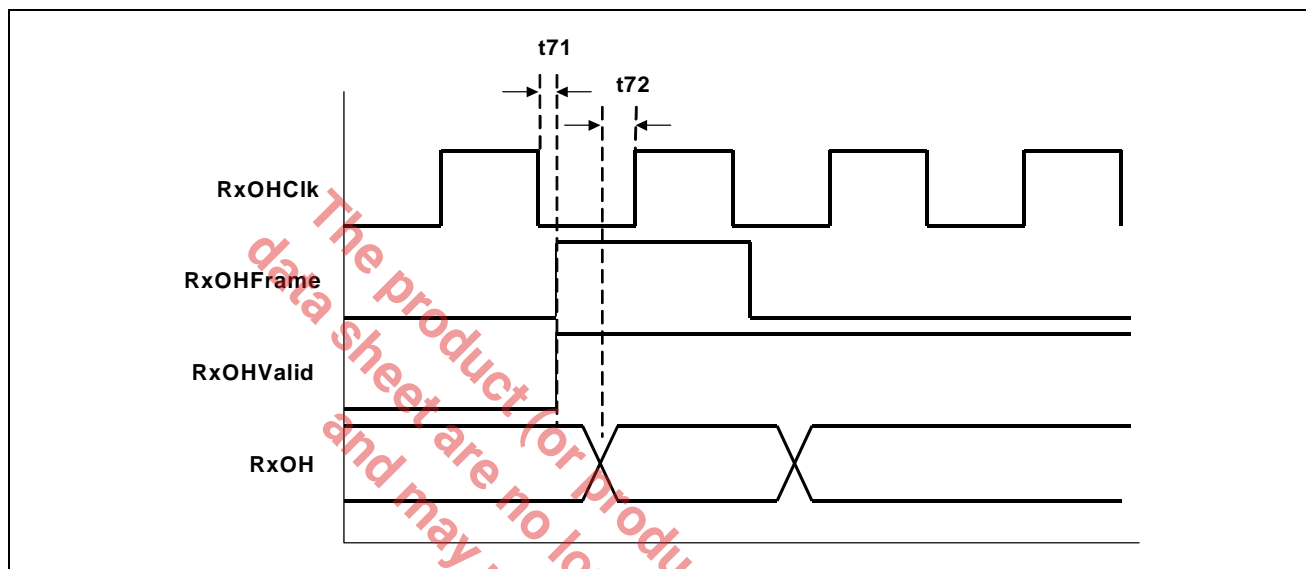 t71
t72
RxOHClk
RxOHFrame
RxOHValid
RxOH
The product (or produ
data sheet are no lo
and may